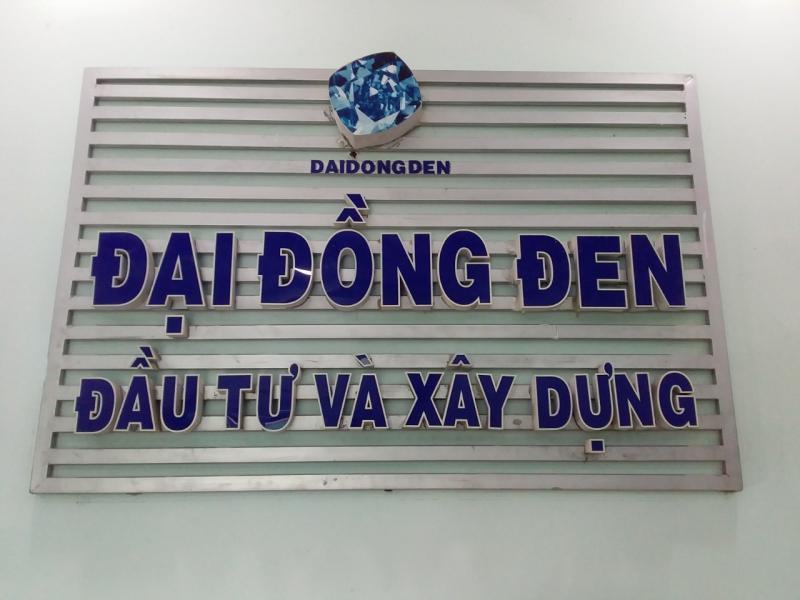 DAIDONGDEN
ĐẠI ĐỒNG ĐEN
ĐẦU TƯ VÀ XÂY DỰNG